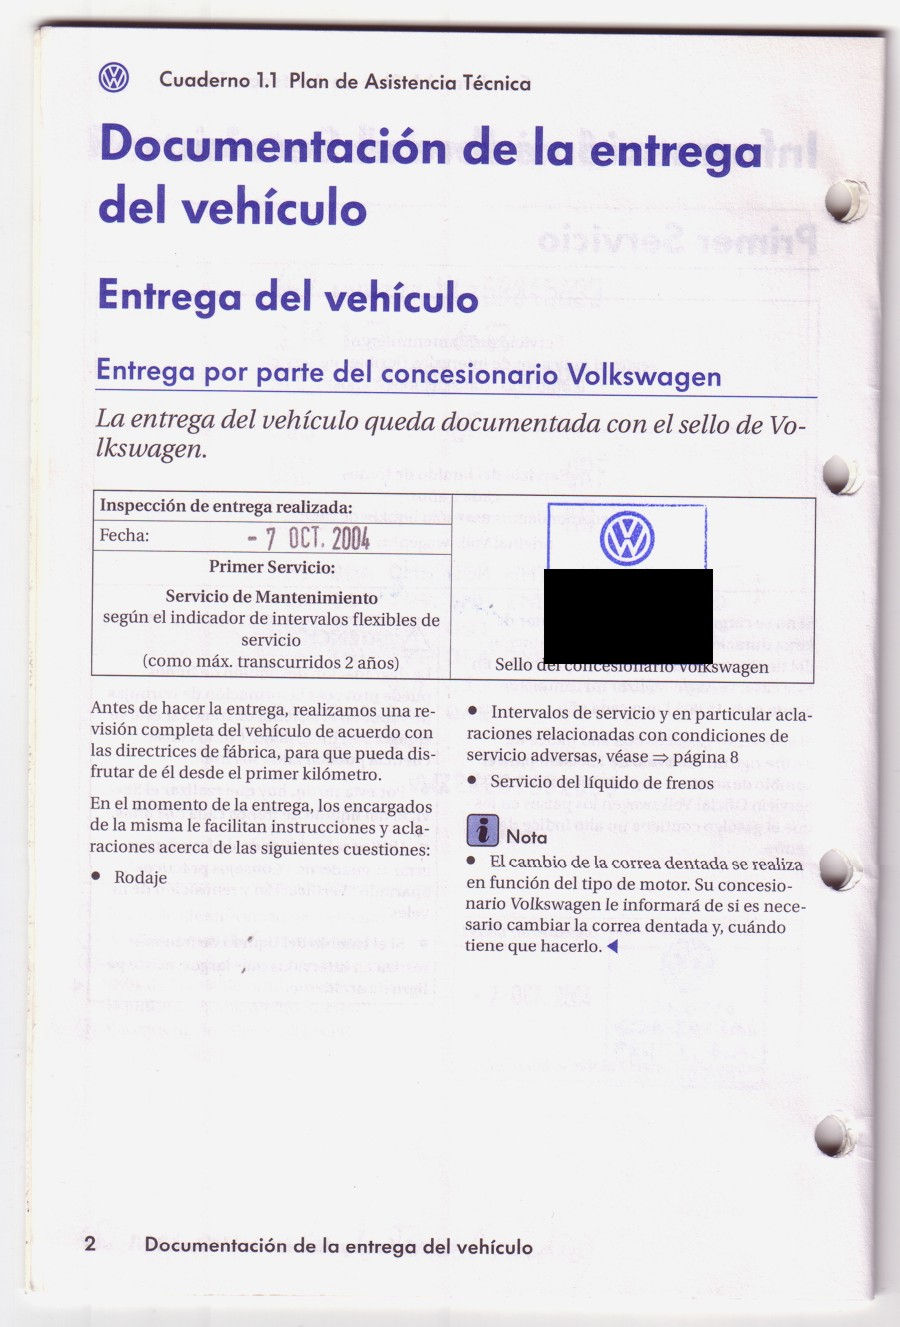 Cuaderno 1.1 Plan de Asistencia Técnica
Documentación de la entrega
del vehículo
Entrega del vehículo
Entrega por parte del concesionario Volkswagen
La entrega del vehículo queda documentada con el sello de Vo-
lkswagen.
Inspección de entrega realizada:
Fecha: - 7 OCT. 2004
Primer Servicio:
Servicio de Mantenimiento
según el indicador de intervalos flexibles de
servicio
(como máx. transcurridos 2 años)
Sello del concesionario Volkswagen
Antes de hacer la entrega, realizamos una re-
visión completa del vehículo de acuerdo con
las directrices de fábrica, para que pueda dis-
frutar de él desde el primer kilómetro.
En el momento de la entrega, los encargados
de la misma le facilitan instrucciones y acla-
raciones acerca de las siguientes cuestiones:
• Rodaje
• Intervalos de servicio y en particular acla-
raciones relacionadas con condiciones de
servicio adversas, véase ⇒ página 8
• Servicio del líquido de frenos
i Nota
• El cambio de la correa dentada se realiza
en función del tipo de motor. Su concesio-
nario Volkswagen le informará de si es nece-
sario cambiar la correa dentada y, cuándo
tiene que hacerlo. ◀
2 Documentación de la entrega del vehículo